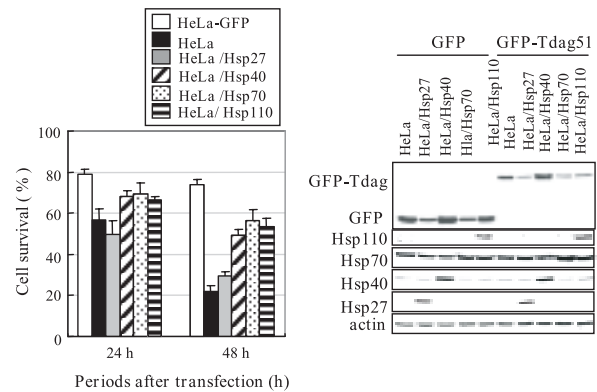 HeLa-GFP
HeLa
HeLa /Hsp27
HeLa /Hsp40
HeLa /Hsp70
HeLa/ Hsp110
Cell survival ( % )
100
80
60
40
20
0
24 h
48 h
Periods after transfection (h)
GFP
GFP-Tdag51
HeLa
HeLa/Hsp27
HeLa/Hsp40
Hla/Hsp70
HeLa/Hsp110
HeLa
HeLa/Hsp27
HeLa/Hsp40
HeLa/Hsp70
HeLa/Hsp110
GFP-Tdag
GFP
Hsp110
Hsp70
Hsp40
Hsp27
actin